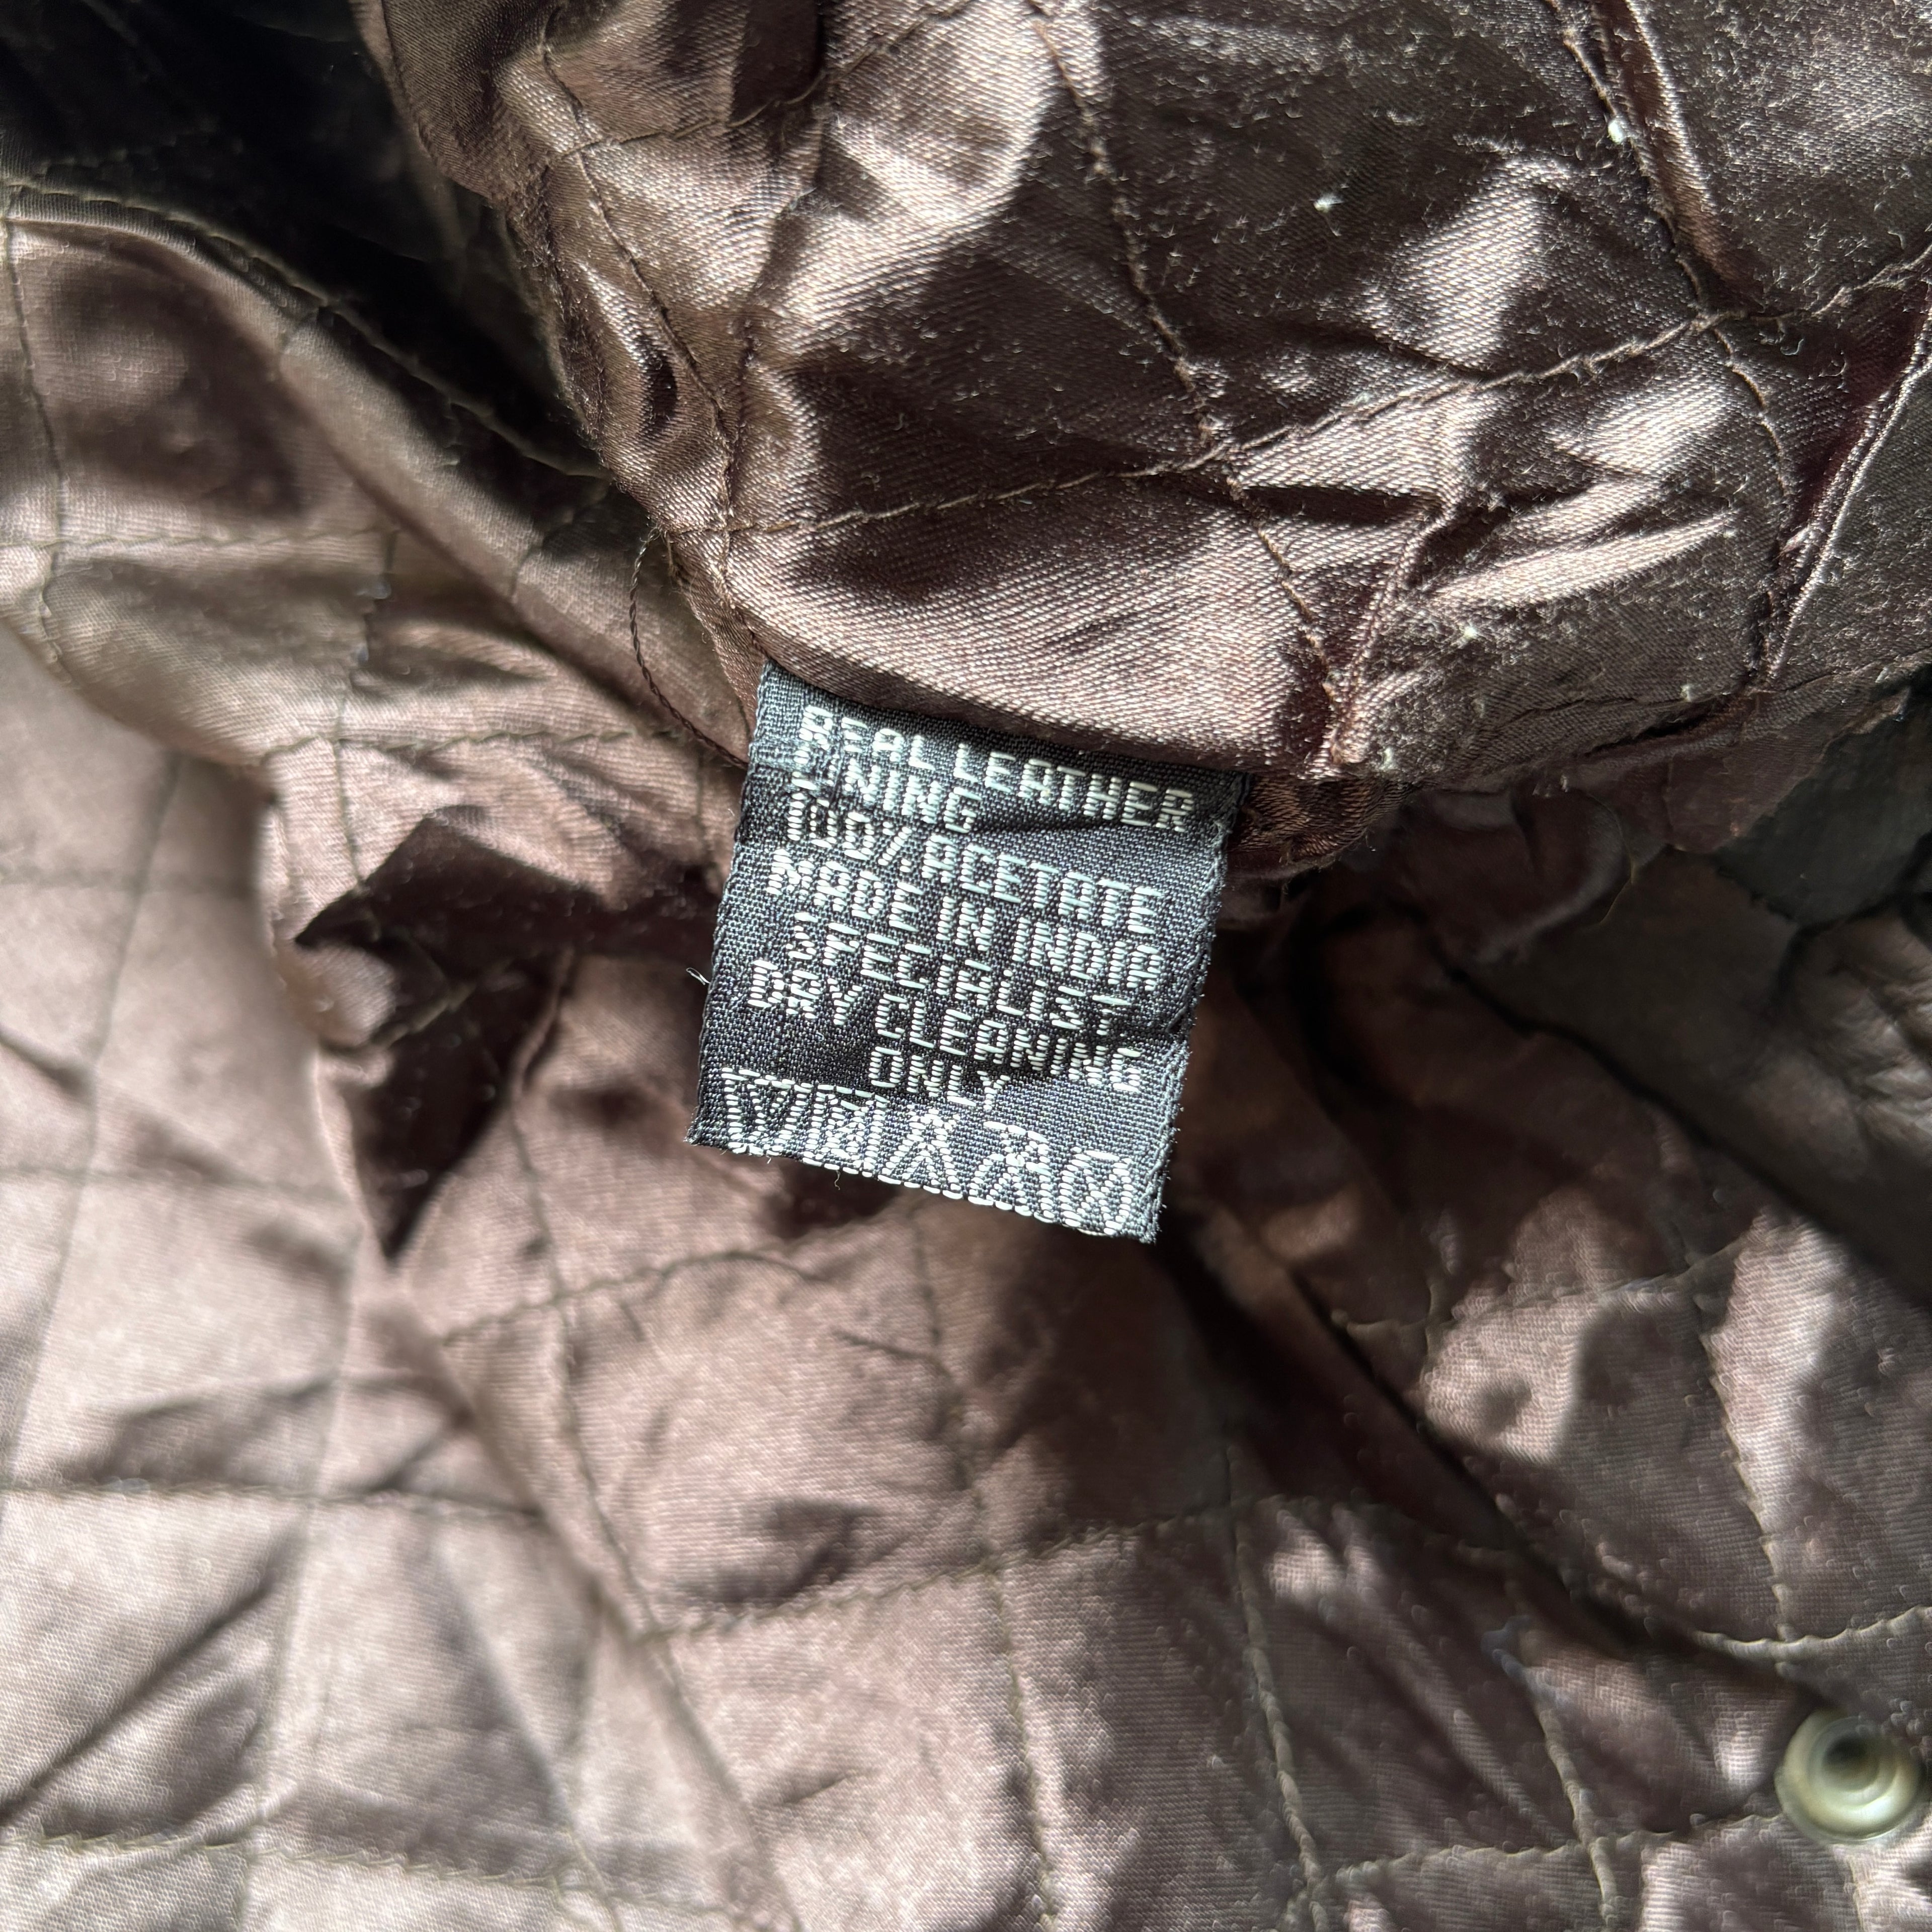 REAL LEATHER
LINING
100% ACETATE
MADE IN INDIA
SPECIALIST
DRY CLEANING
ONLY